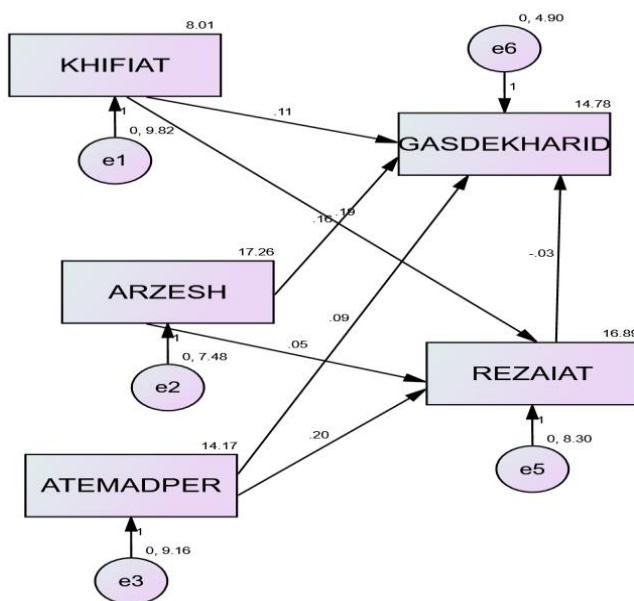 8.01
KHIFIAT
1
0, 9.82
e1
0, 4.90
e6
1
14.78
GASDEKHARID
.11
.16
.19
17.26
ARZESH
1
0, 7.48
e2
.09
-.03
.05
16.89
REZAIAT
1
0, 8.30
e5
.20
14.17
ATEMADPER
1
0, 9.16
e3